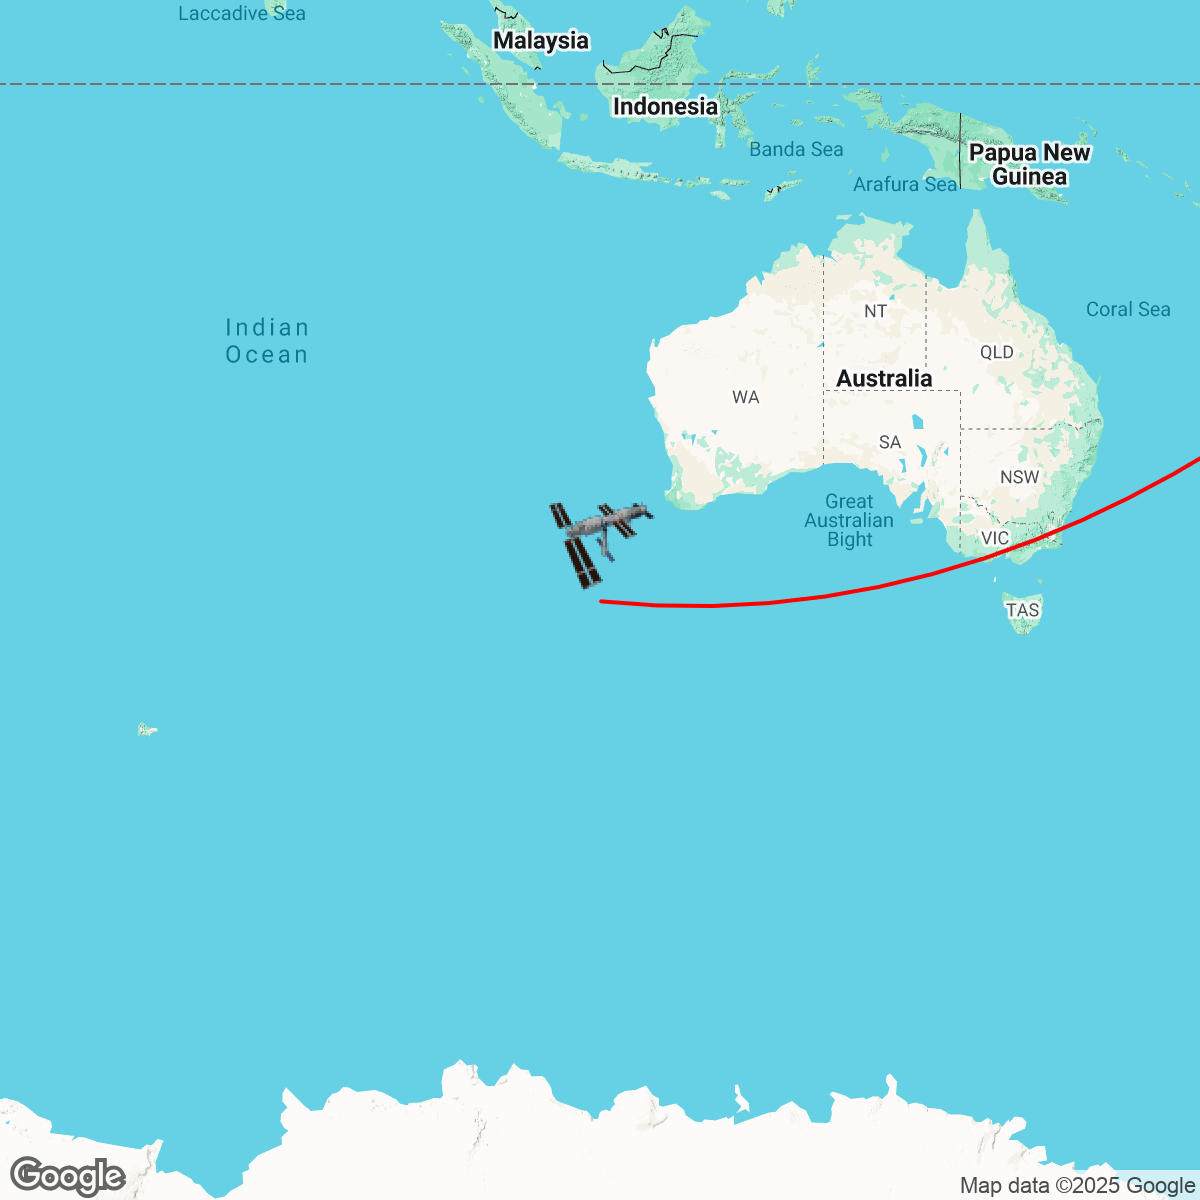 Laccadive Sea
Malaysia
Indonesia
Banda Sea
Papua New
Guinea
Arafura Sea
Coral Sea
Indian
Ocean
NT
QLD
Australia
WA
SA
NSW
Great
Australian
Bight
VIC
TAS
Google
Map data ©2025 Google